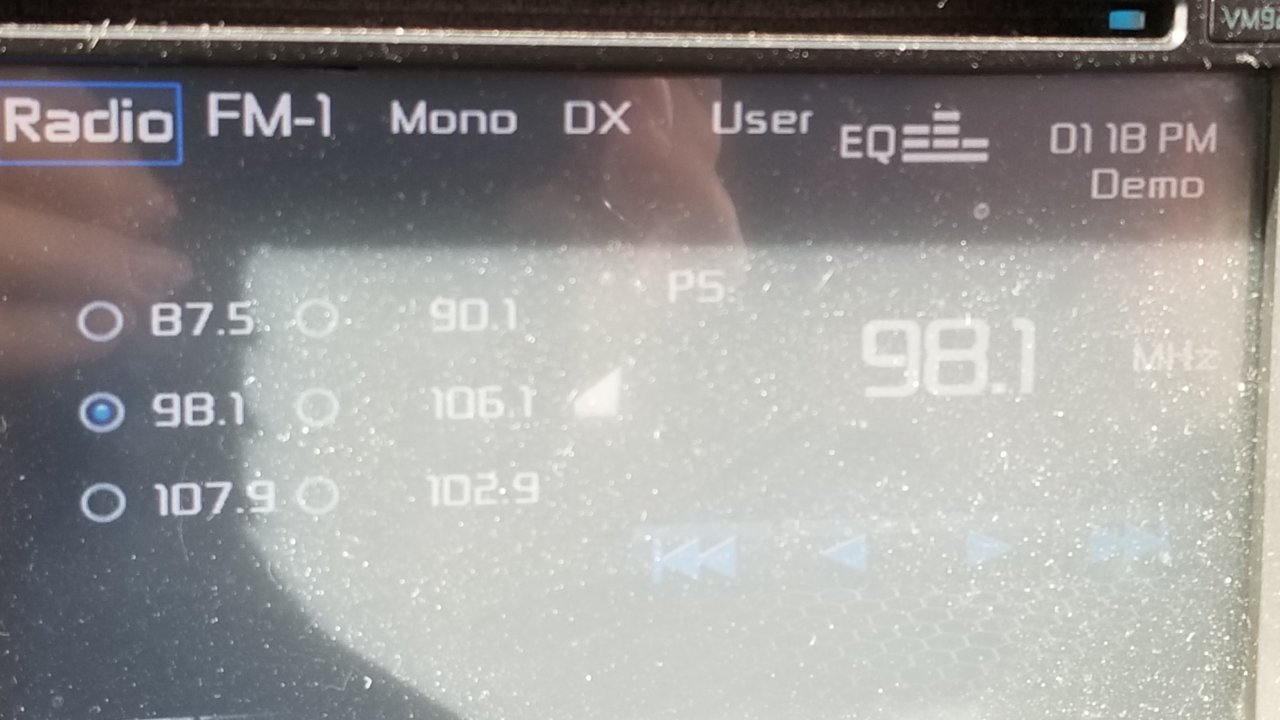 VM9
Radio FM-1 Mono DX User EQ 01 18 PM
Demo
PS:
87.5 90.1
98.1 MHz
98.1 106.1
107.9 102.9